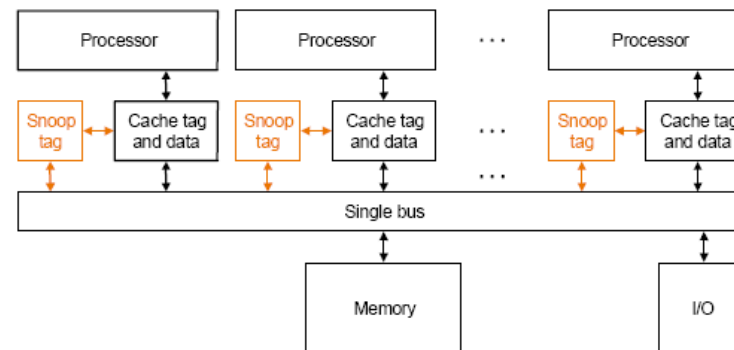 Processor
Processor
. . .
Processor
Snoop
tag
Cache tag
and data
Snoop
tag
Cache tag
and data
. . .
Snoop
tag
Cache tag
and data
. . .
Single bus
Memory
I/O